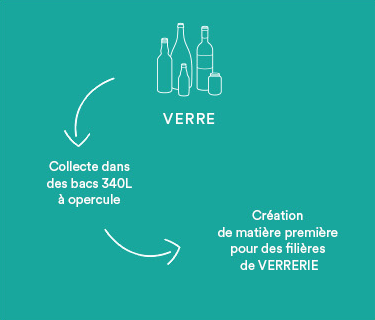 VERRE
Collecte dans
des bacs 340L
à opercule
Création
de matière première
pour des filières
de VERRERIE